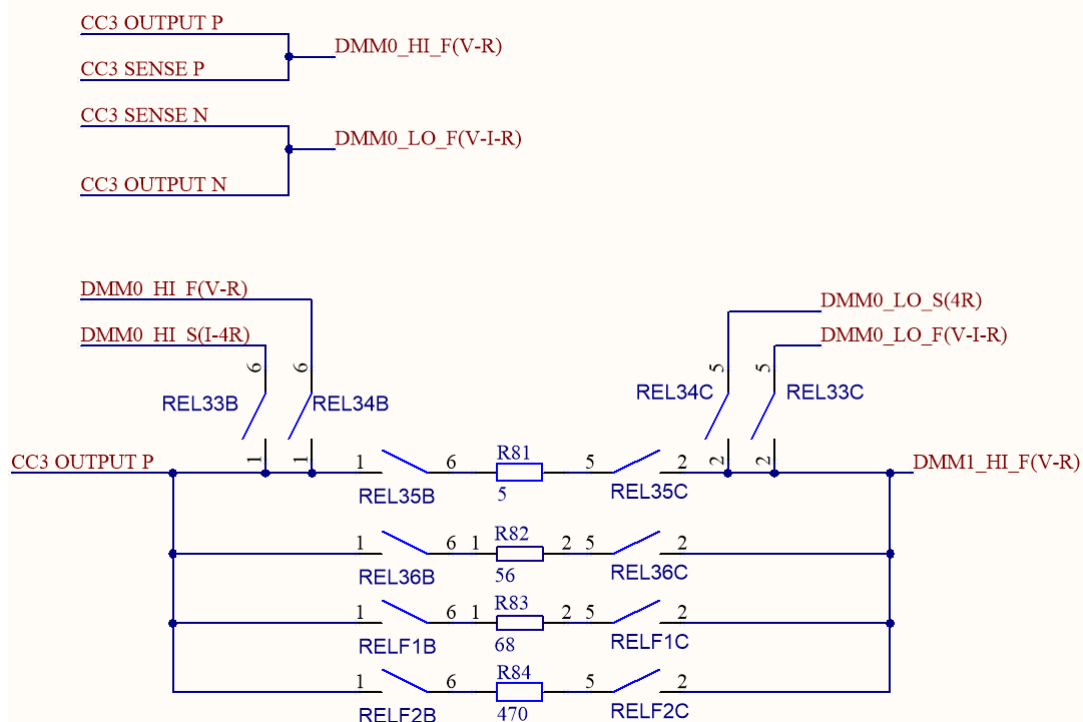 CC3 OUTPUT P
DMM0_HI_F(V-R)
CC3 SENSE P
CC3 SENSE N
DMM0_LO_F(V-I-R)
CC3 OUTPUT N
DMM0_HI_F(V-R)
DMM0_LO_S(4R)
DMM0_HI_S(I-4R)
DMM0_LO_F(V-I-R)
6 6 5 5
REL33B REL34B REL34C REL33C
1 1 2 2
CC3 OUTPUT P 1 6 R81 5 2 DMM1_HI_F(V-R)
REL35B 5 REL35C
1 6 1 R82 2 5 2
REL36B 56 REL36C
1 6 1 R83 2 5 2
RELF1B 68 RELF1C
1 6 R84 5 2
RELF2B 470 RELF2C